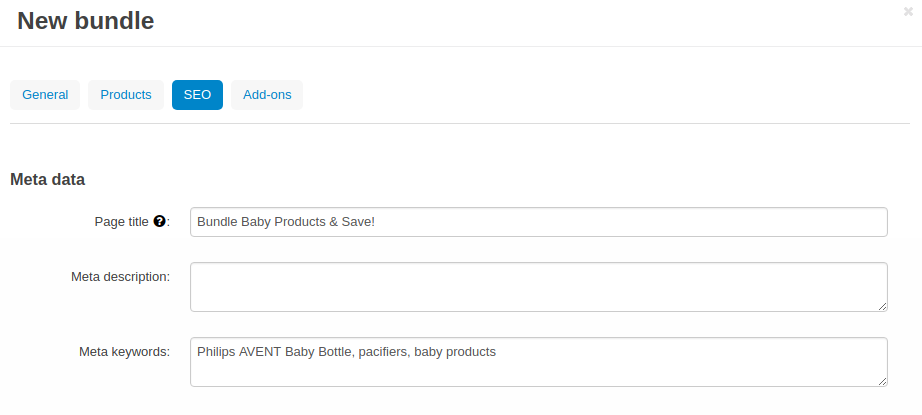 New bundle
General Products SEO Add-ons
Meta data
Page title ?: Bundle Baby Products & Save!
Meta description:
Meta keywords: Philips AVENT Baby Bottle, pacifiers, baby products